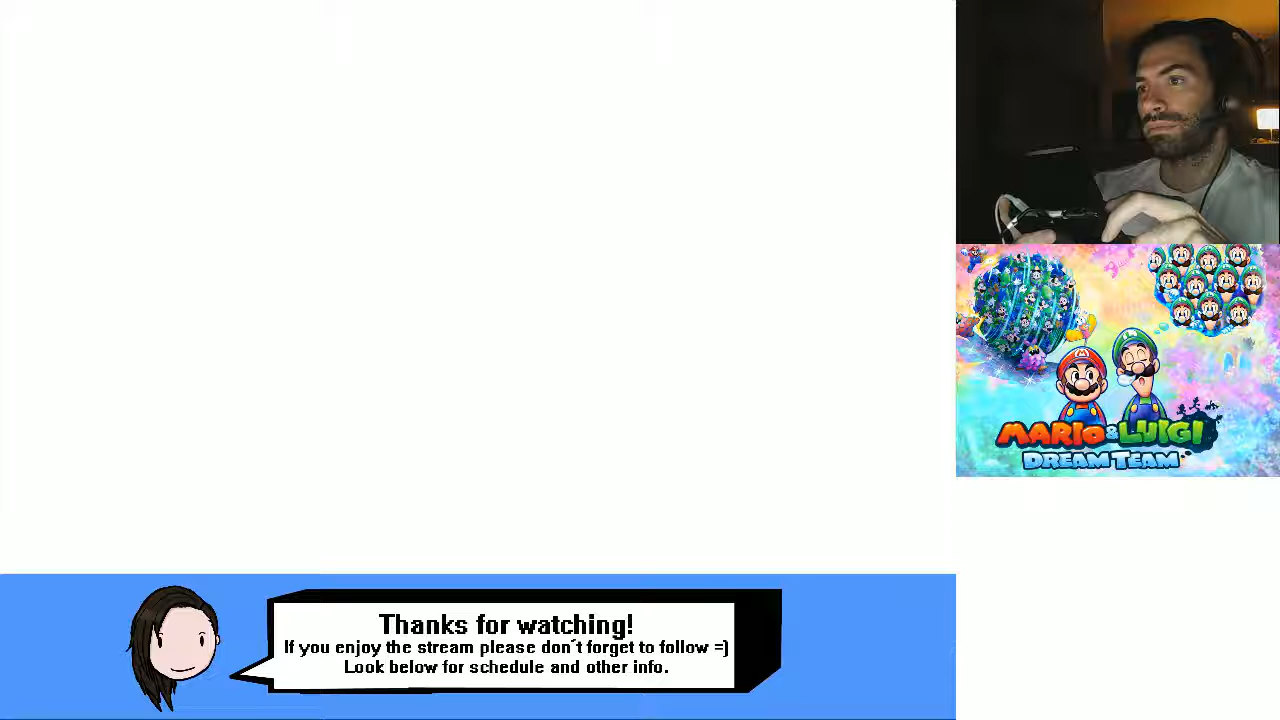 MARIO & LUIGI
DREAM TEAM
Thanks for watching!
If you enjoy the stream please don´t forget to follow =)
Look below for schedule and other info.